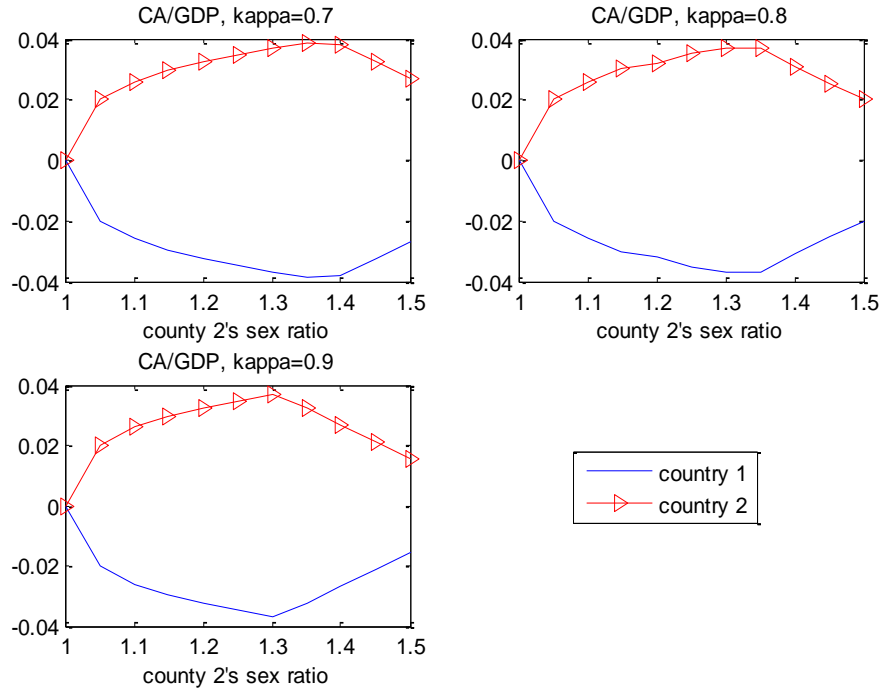 CA/GDP, kappa=0.7
0.04
0.02
0
-0.02
-0.04
1 1.1 1.2 1.3 1.4 1.5
county 2's sex ratio
CA/GDP, kappa=0.8
0.04
0.02
0
-0.02
-0.04
1 1.1 1.2 1.3 1.4 1.5
county 2's sex ratio
CA/GDP, kappa=0.9
0.04
0.02
0
-0.02
-0.04
1 1.1 1.2 1.3 1.4 1.5
county 2's sex ratio
country 1
country 2